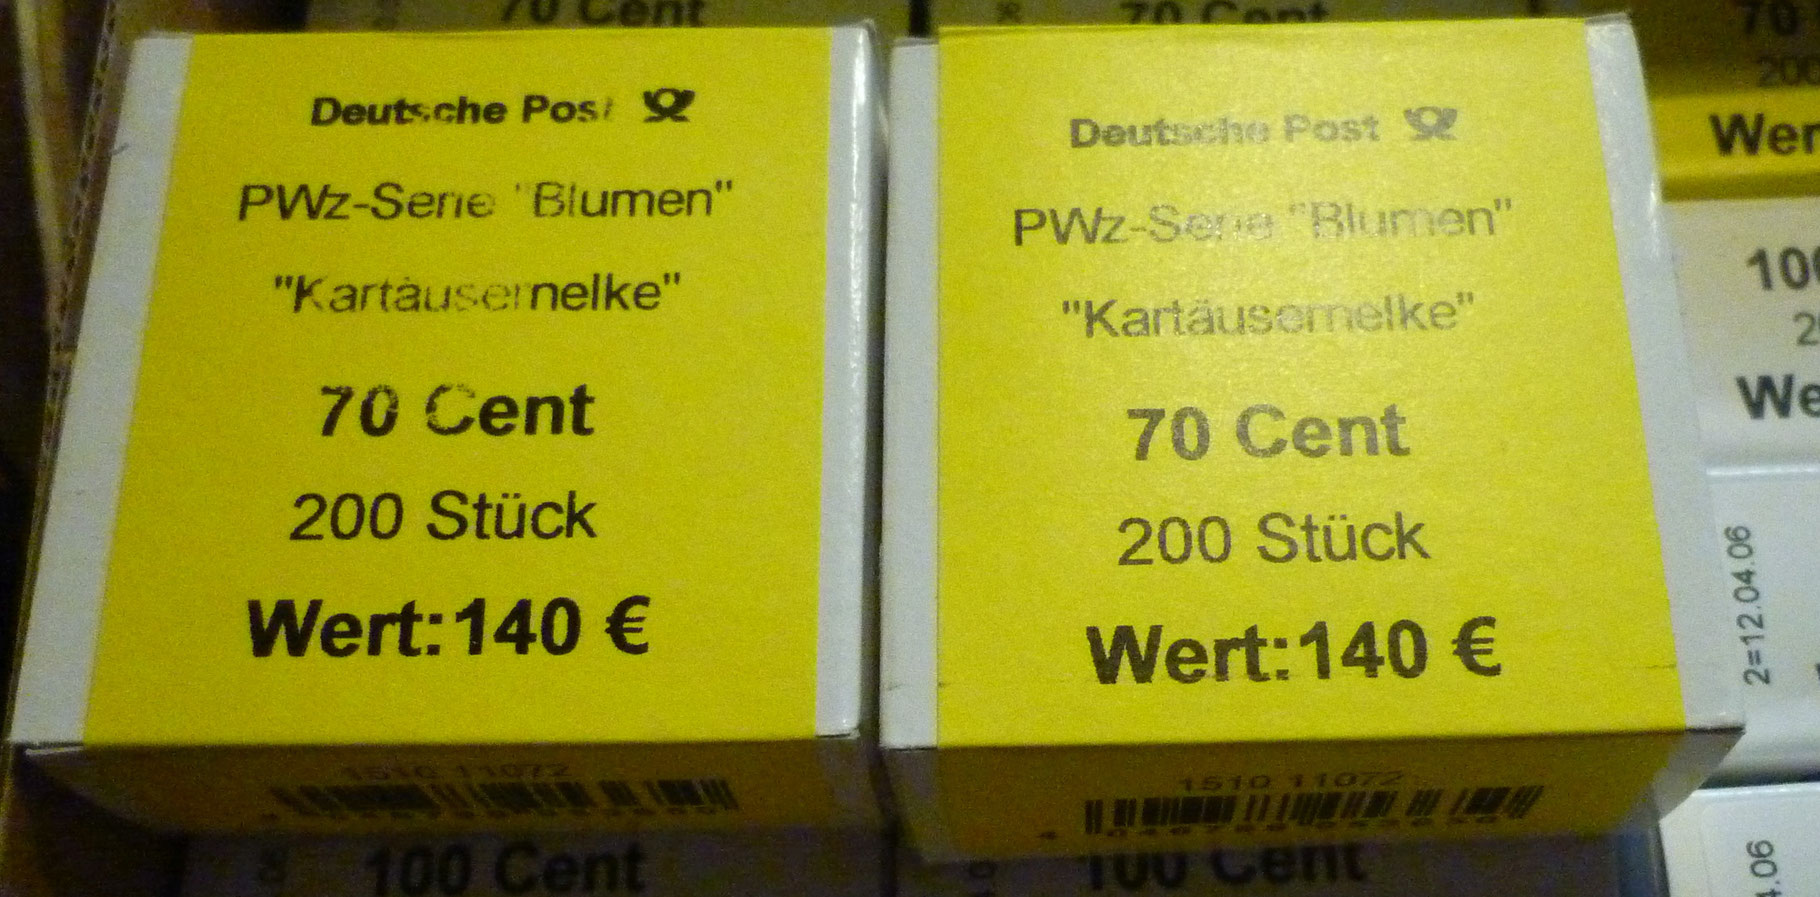 70 Cent
70 Cent
70
200
Deutsche Post
PWz-Serie "Blumen"
"Kartäusernelke"
70 Cent
200 Stück
Wert:140 €
1510 11072
Deutsche Post
PWz-Serie "Blumen"
"Kartäusernelke"
70 Cent
200 Stück
Wert:140 €
1510 11072
2=12.04.06
100 Cent
100 Cent